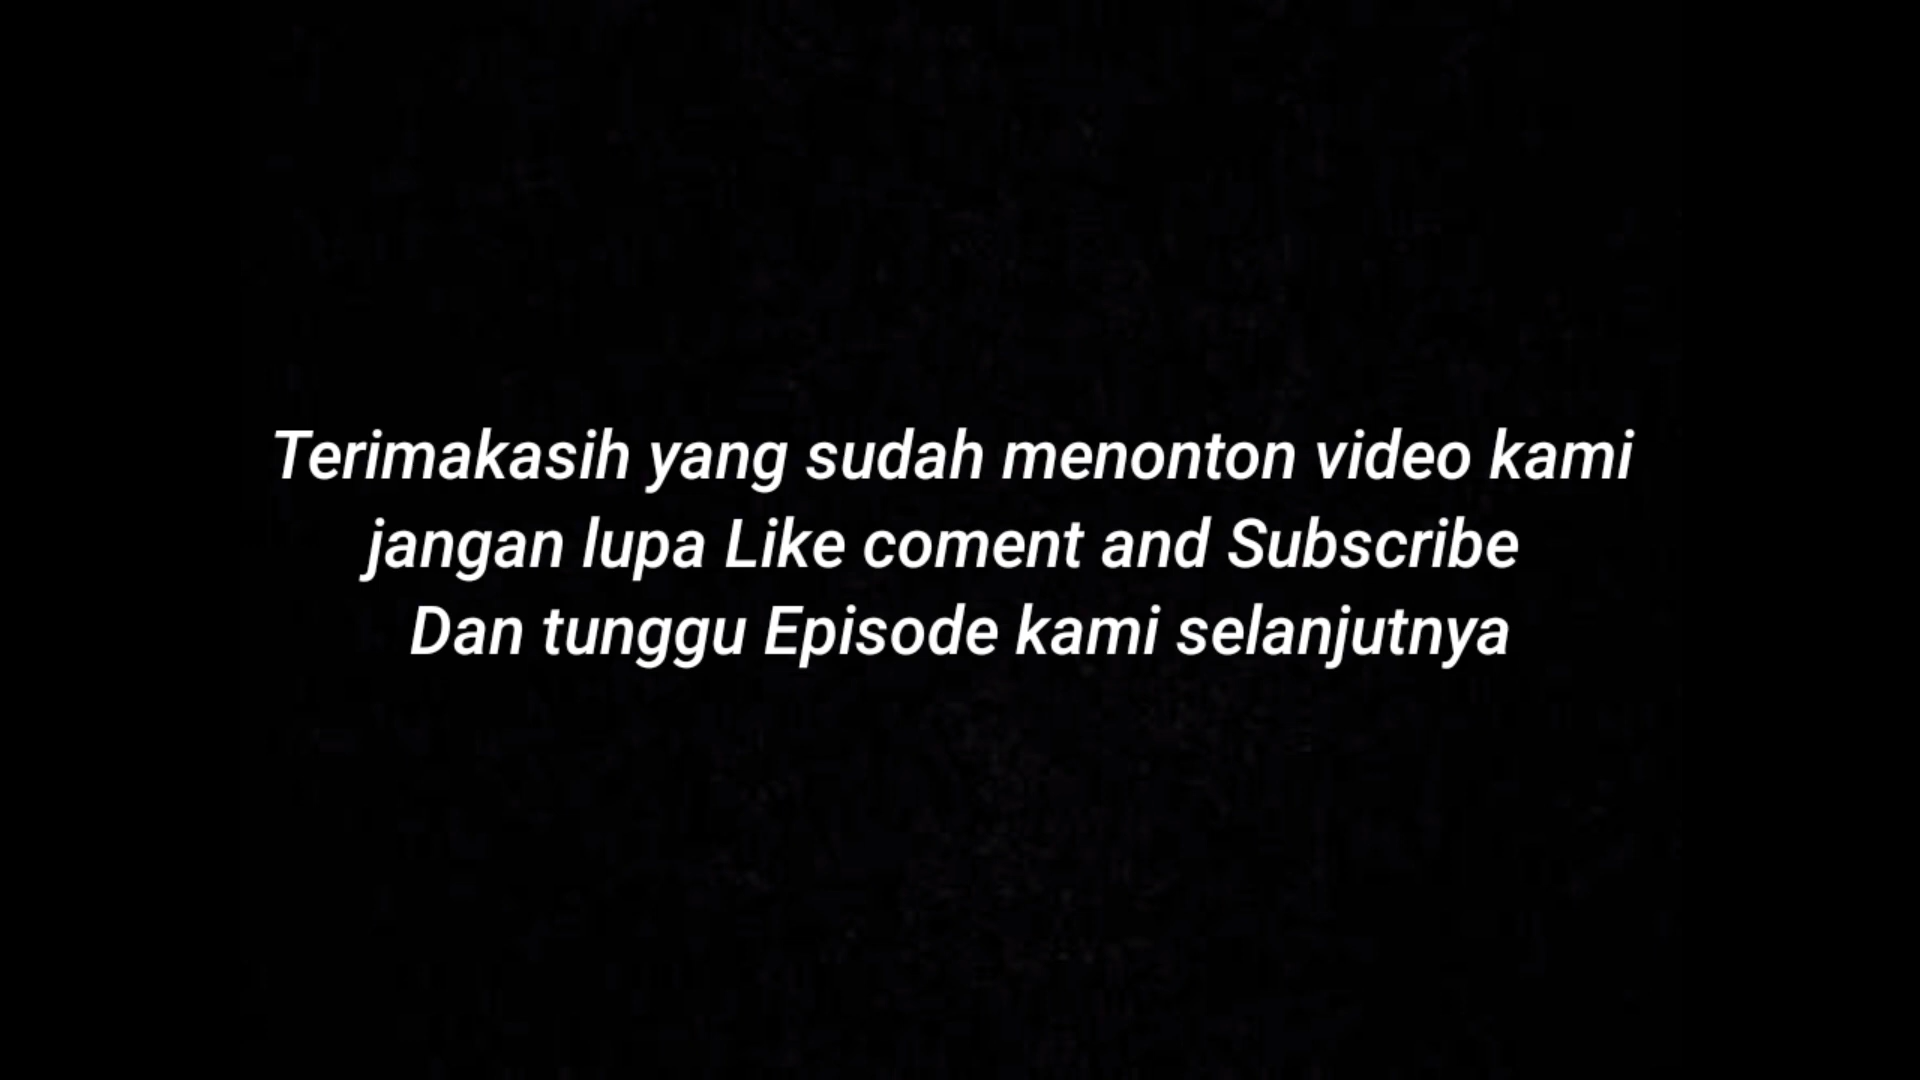 Terimakasih yang sudah menonton video kami
jangan lupa Like coment and Subscribe
Dan tunggu Episode kami selanjutnya